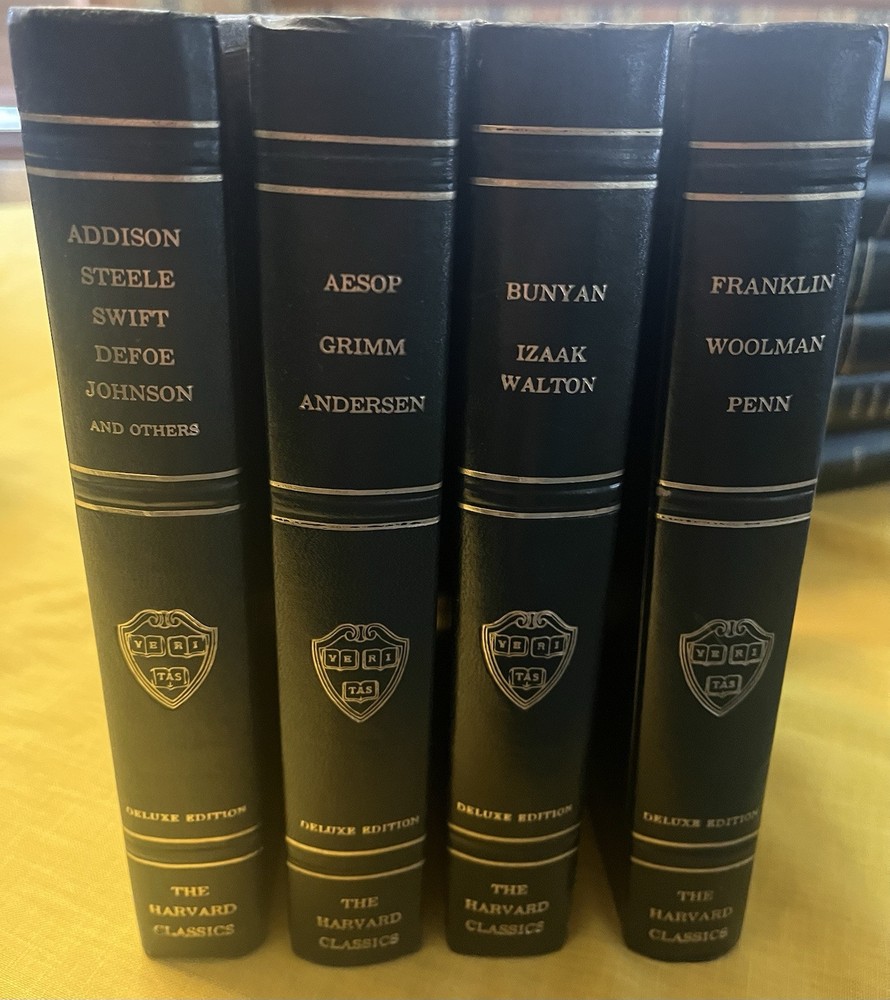 ADDISON
STEELE
SWIFT
DEFOE
JOHNSON
AND OTHERS
VE RI
TAS
DELUXE EDITION
THE
HARVARD
CLASSICS
AESOP
GRIMM
ANDERSEN
VE RI
TAS
DELUXE EDITION
THE
HARVARD
CLASSICS
BUNYAN
IZAAK
WALTON
VE RI
TAS
DELUXE EDITION
THE
HARVARD
CLASSICS
FRANKLIN
WOOLMAN
PENN
VE RI
TAS
DELUXE EDITION
THE
HARVARD
CLASSICS